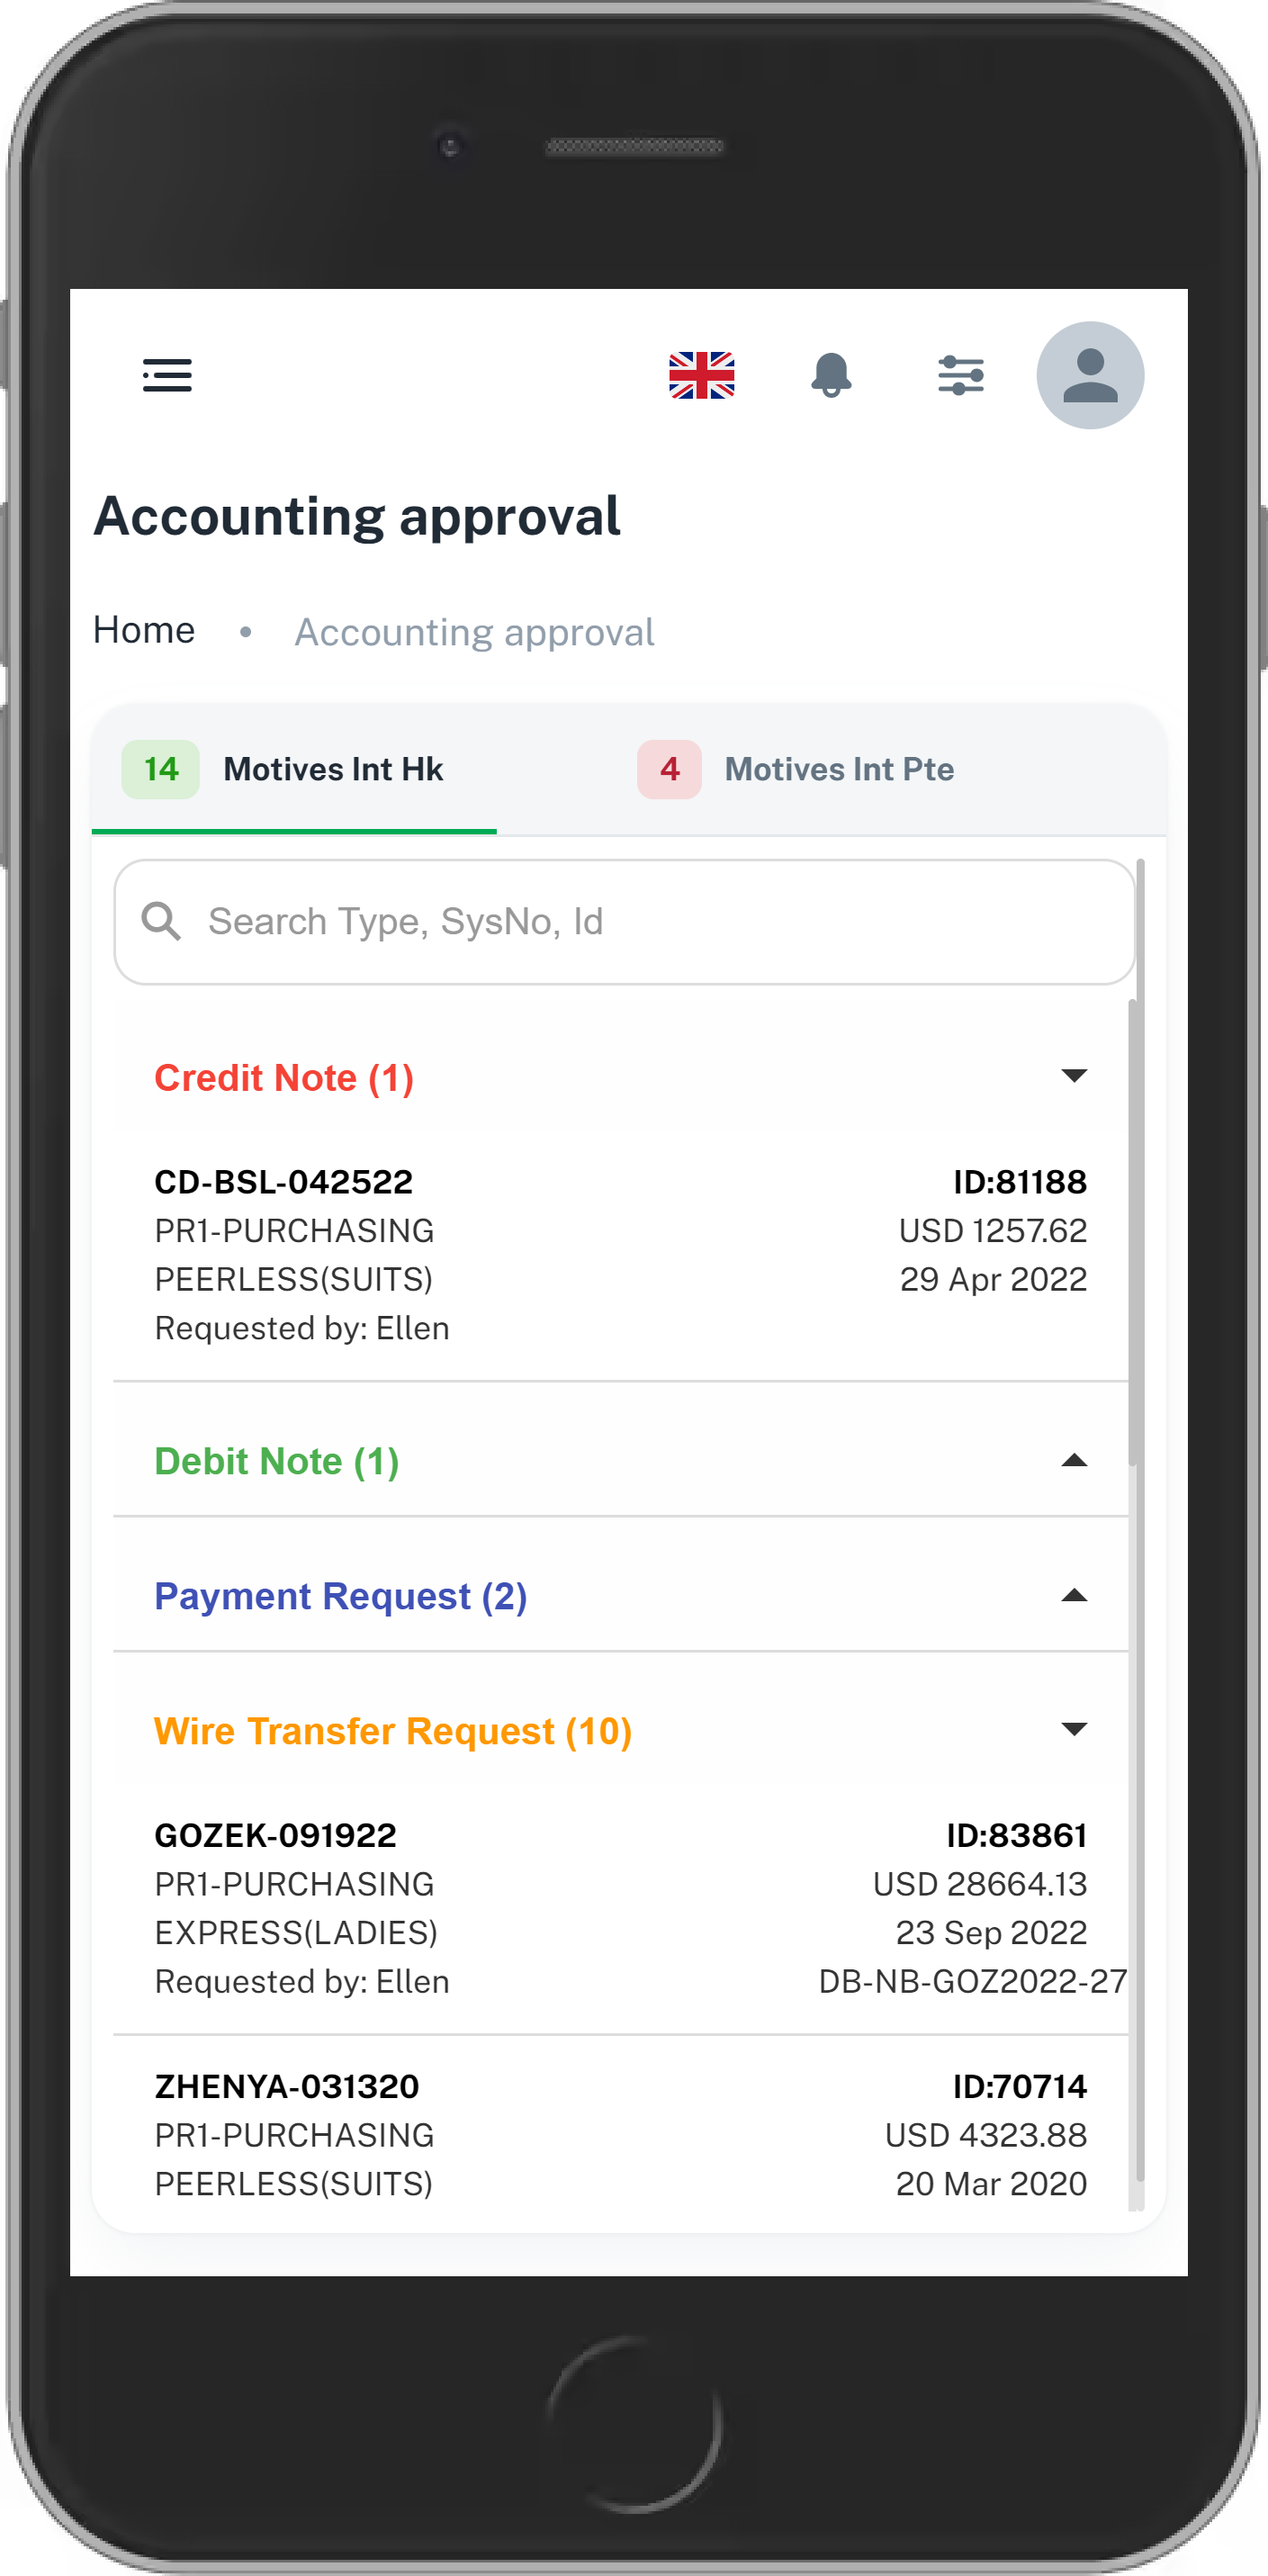 Accounting approval
Home • Accounting approval
14 Motives Int Hk 4 Motives Int Pte
Search Type, SysNo, Id
Credit Note (1)
CD-BSL-042522 ID:81188
PR1-PURCHASING USD 1257.62
PEERLESS(SUITS) 29 Apr 2022
Requested by: Ellen
Debit Note (1)
Payment Request (2)
Wire Transfer Request (10)
GOZEK-091922 ID:83861
PR1-PURCHASING USD 28664.13
EXPRESS(LADIES) 23 Sep 2022
Requested by: Ellen DB-NB-GOZ2022-27
ZHENYA-031320 ID:70714
PR1-PURCHASING USD 4323.88
PEERLESS(SUITS) 20 Mar 2020